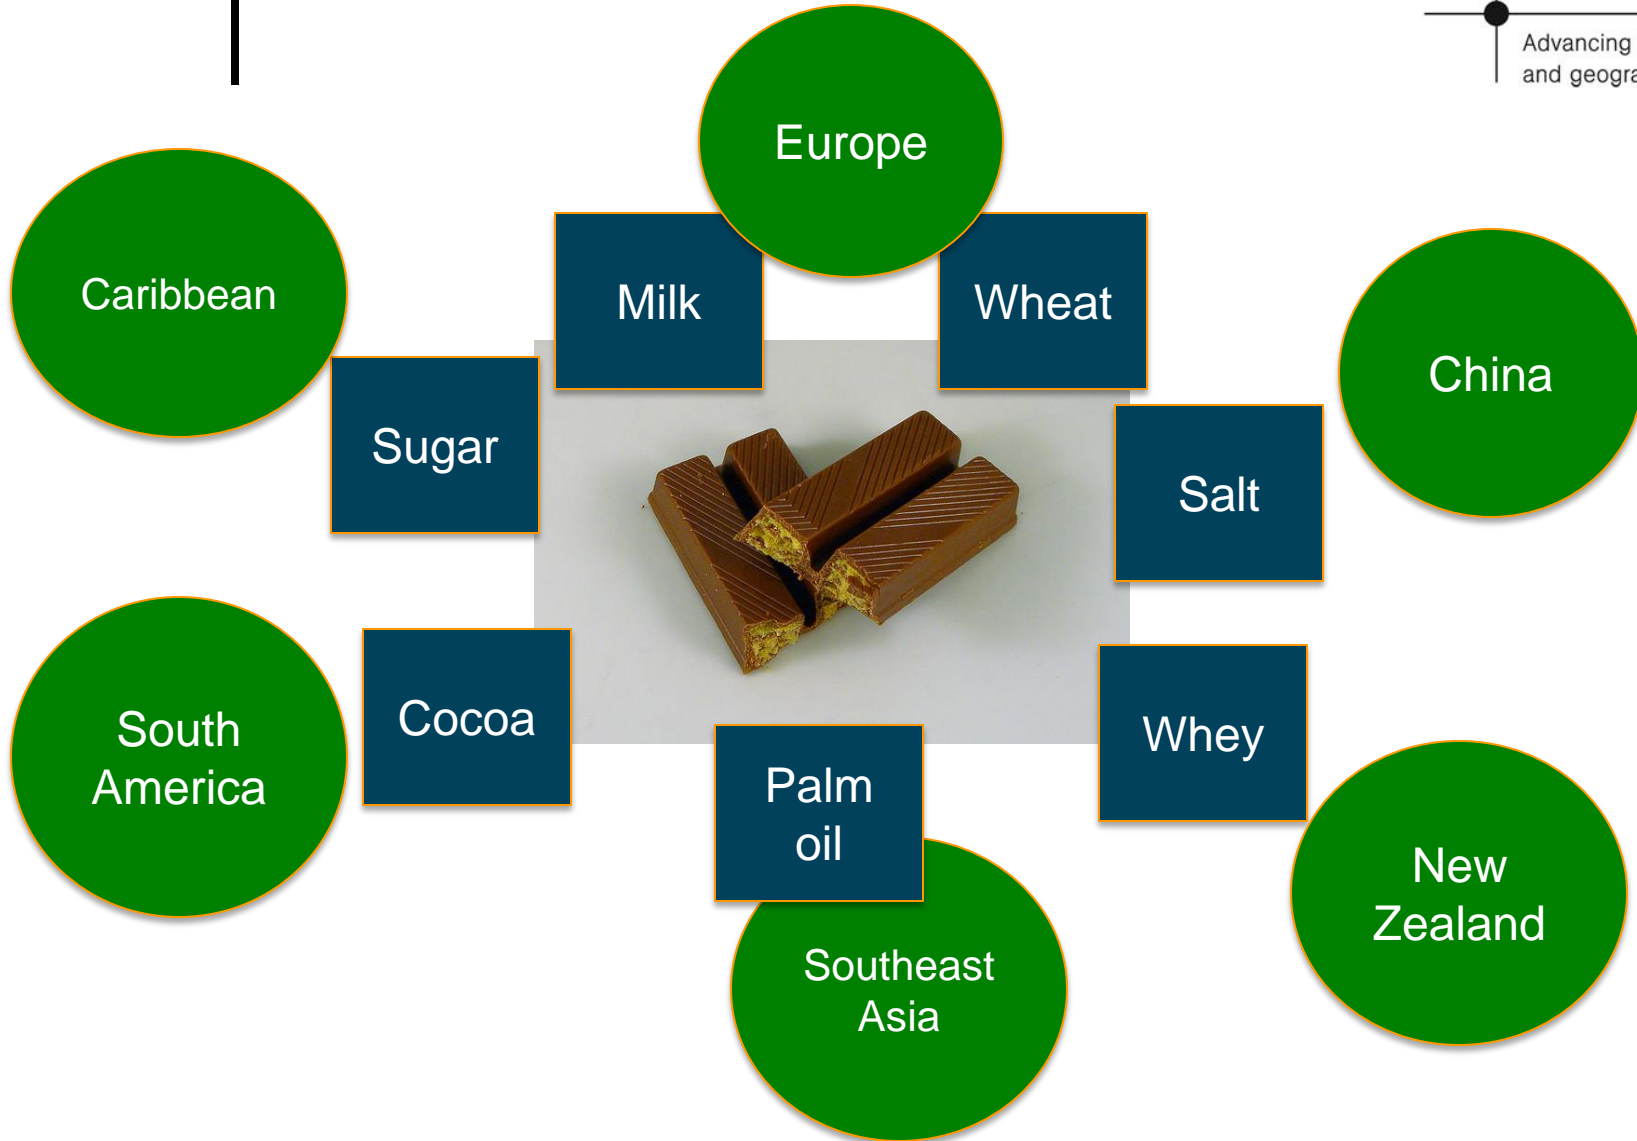 Advancing
and geogra
Europe
Caribbean
Milk
Wheat
China
Sugar
Salt
South
America
Cocoa
Whey
Palm
oil
New
Zealand
Southeast
Asia